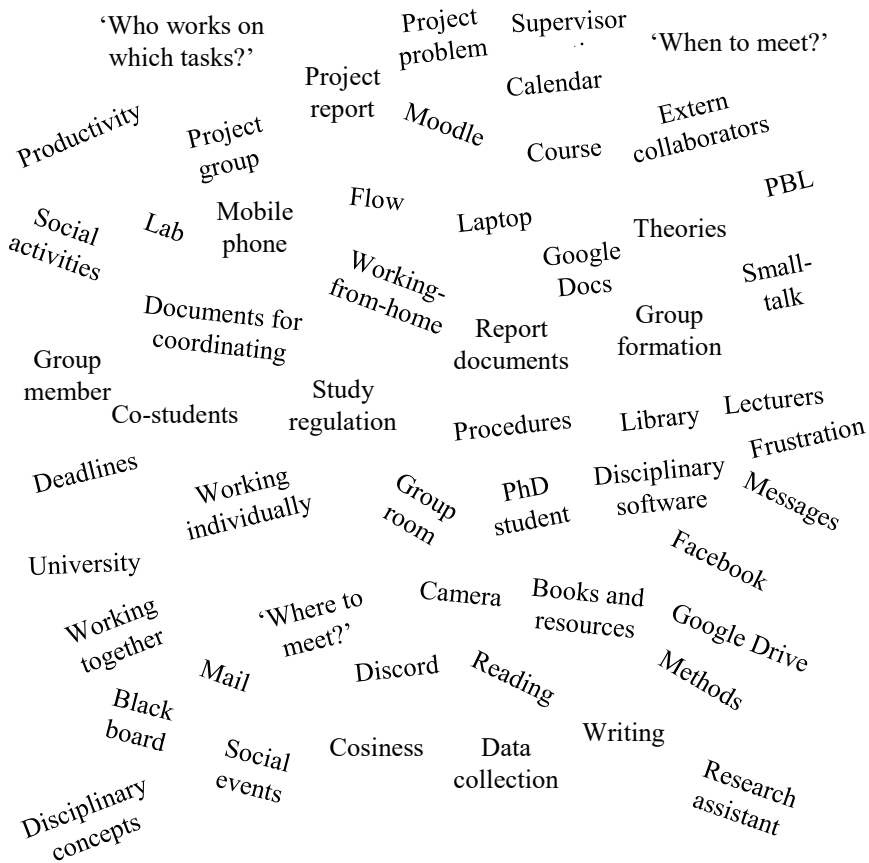 ‘Who works on
which tasks?’
Project
problem
Supervisor
‘When to meet?’
Project
report
Calendar
Productivity
Project
group
Moodle
Course
Extern
collaborators
PBL
Social
activities
Lab
Mobile
phone
Flow
Laptop
Theories
Google
Docs
Small-
talk
Working-
from-home
Documents for
coordinating
Report
documents
Group
formation
Group
member
Co-students
Study
regulation
Procedures
Library
Lecturers
Frustration
Deadlines
Working
individually
Group
room
PhD
student
Disciplinary
software
Messages
University
Facebook
Working
together
‘Where to
meet?’
Camera
Books and
resources
Google Drive
Mail
Discord
Reading
Methods
Black
board
Social
events
Cosiness
Data
collection
Writing
Research
assistant
Disciplinary
concepts